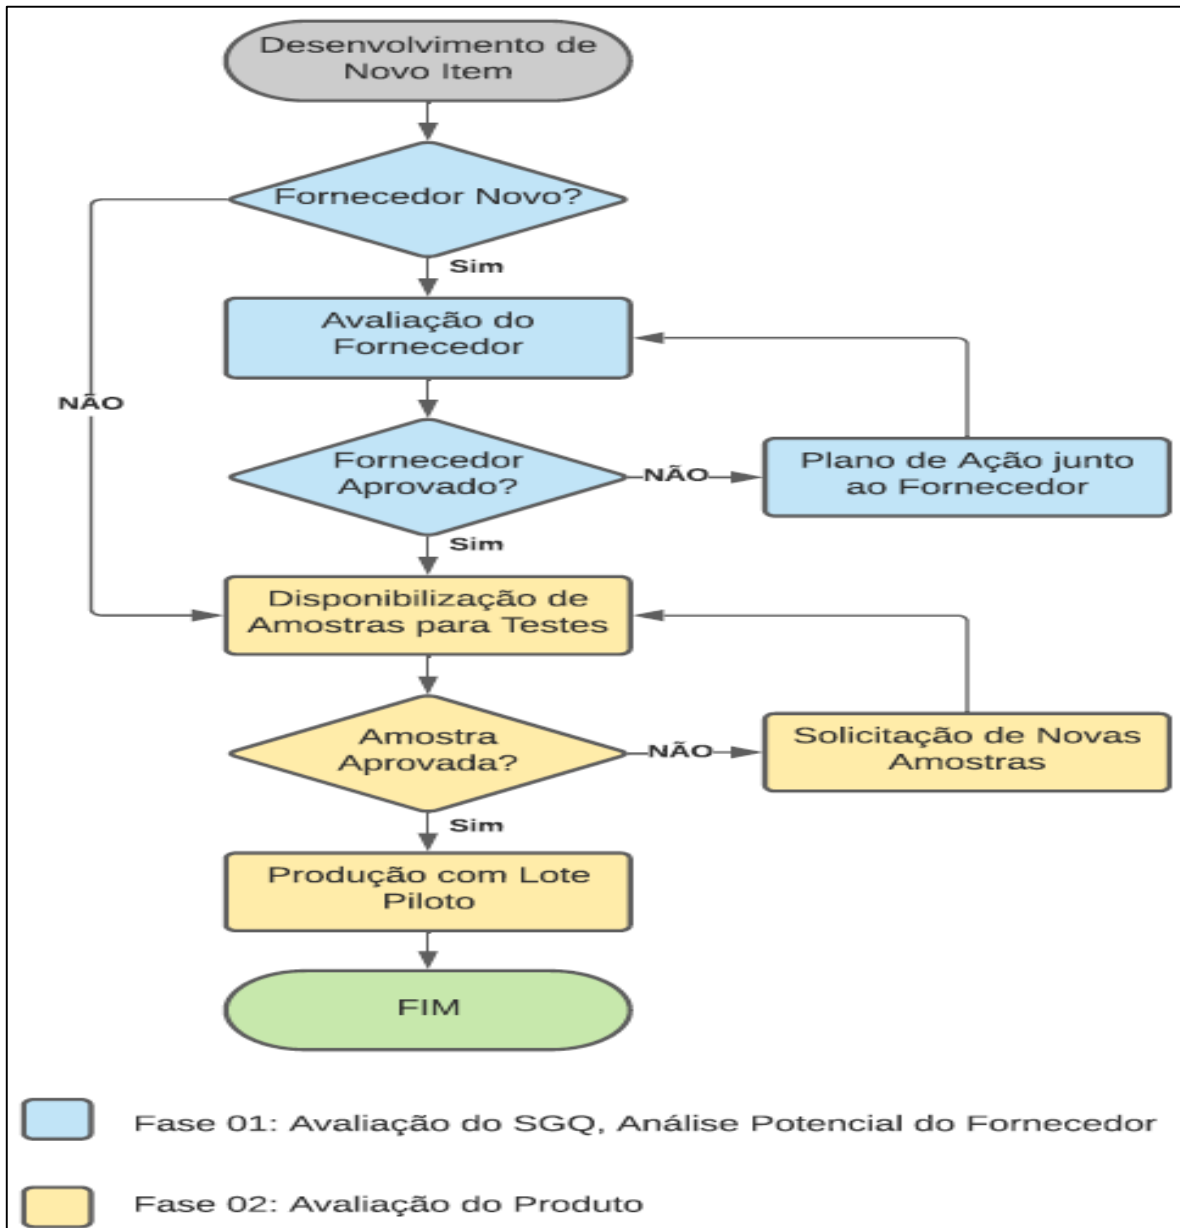 Desenvolvimento de
Novo Item
Fornecedor Novo?
Sim
Avaliação do
Fornecedor
NÃO
Fornecedor
Aprovado?
NÃO
Plano de Ação junto
ao Fornecedor
Sim
Disponibilização de
Amostras para Testes
Amostra
Aprovada?
NÃO
Solicitação de Novas
Amostras
Sim
Produção com Lote
Piloto
FIM
Fase 01: Avaliação do SGQ, Análise Potencial do Fornecedor
Fase 02: Avaliação do Produto